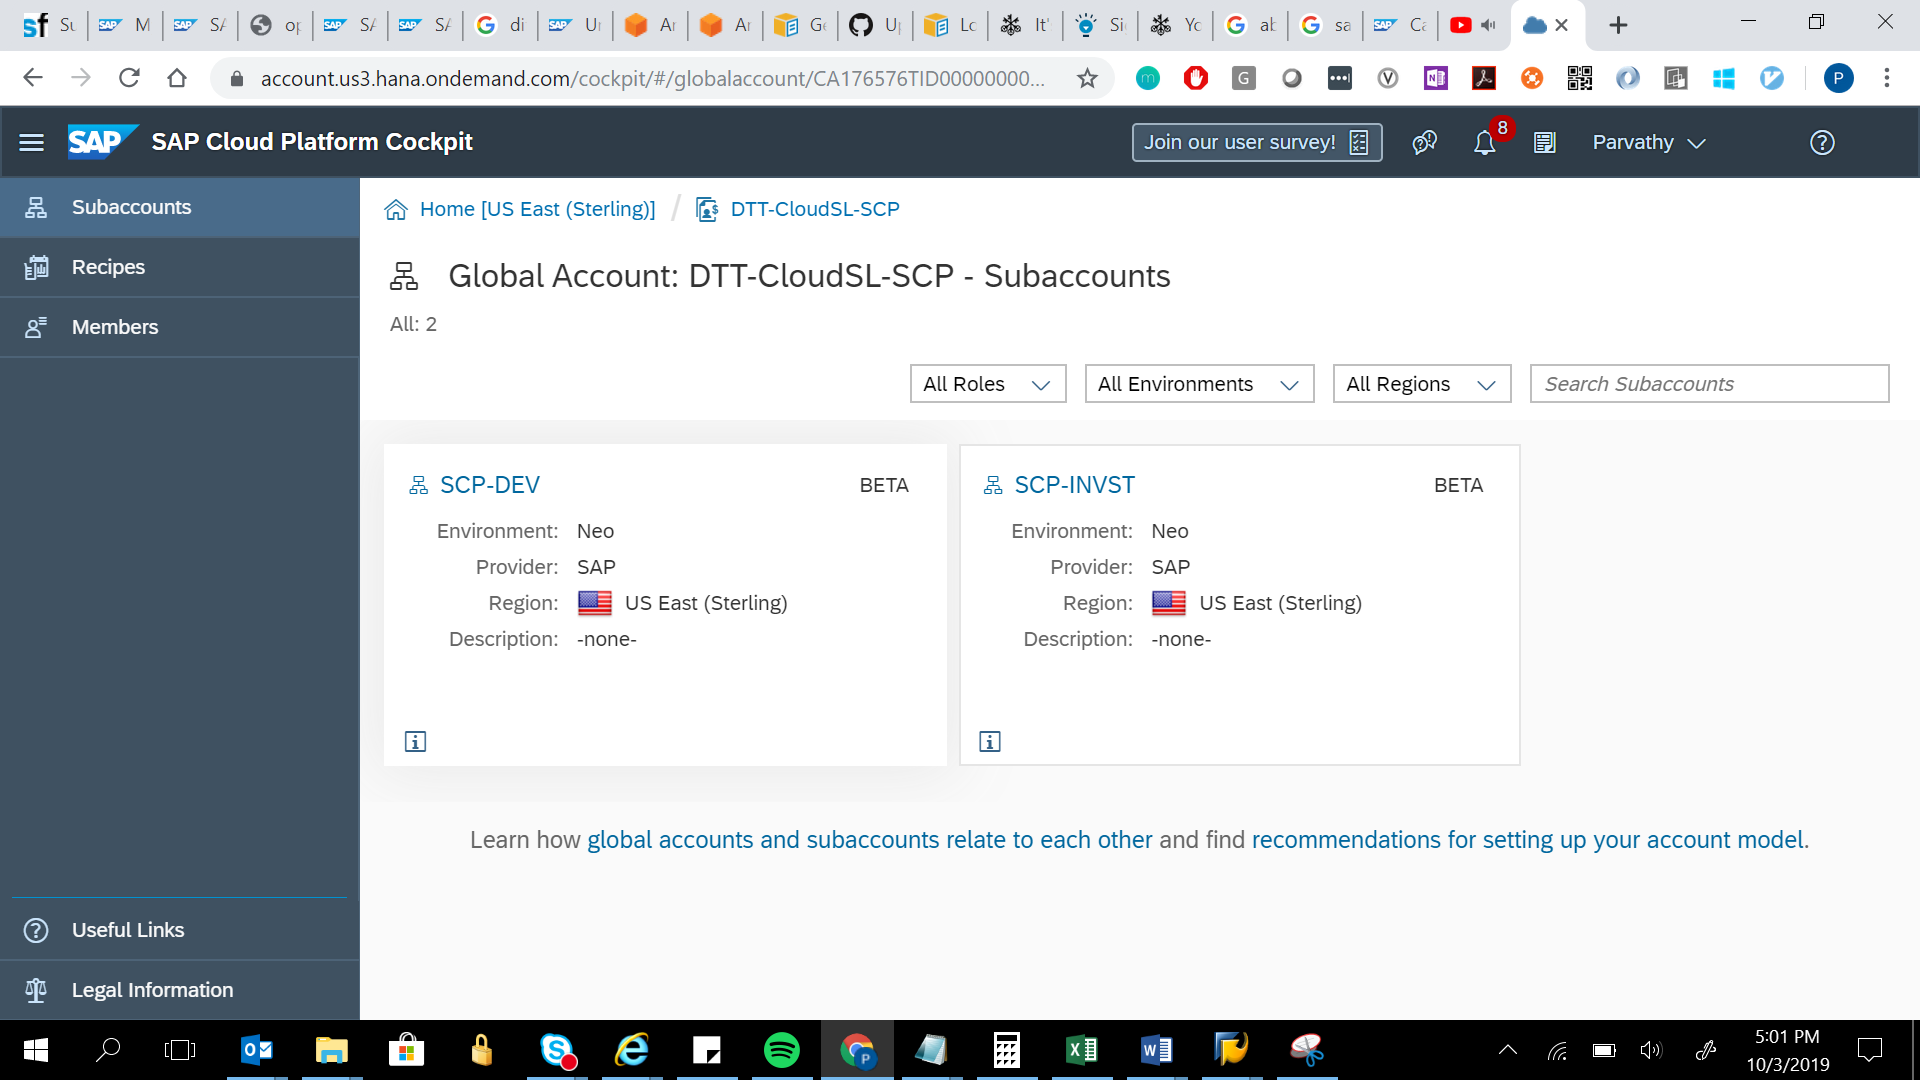 account.us3.hana.ondemand.com/cockpit/#/globalaccount/CA176576TID00000000...
SAP SAP Cloud Platform Cockpit
Join our user survey!
8
Parvathy
Subaccounts
Recipes
Members
Useful Links
Legal Information
Home [US East (Sterling)] / DTT-CloudSL-SCP
Global Account: DTT-CloudSL-SCP - Subaccounts
All: 2
All Roles
All Environments
All Regions
Search Subaccounts
SCP-DEV
BETA
Environment: Neo
Provider: SAP
Region: US East (Sterling)
Description: -none-
SCP-INVST
BETA
Environment: Neo
Provider: SAP
Region: US East (Sterling)
Description: -none-
Learn how global accounts and subaccounts relate to each other and find recommendations for setting up your account model.
5:01 PM
10/3/2019